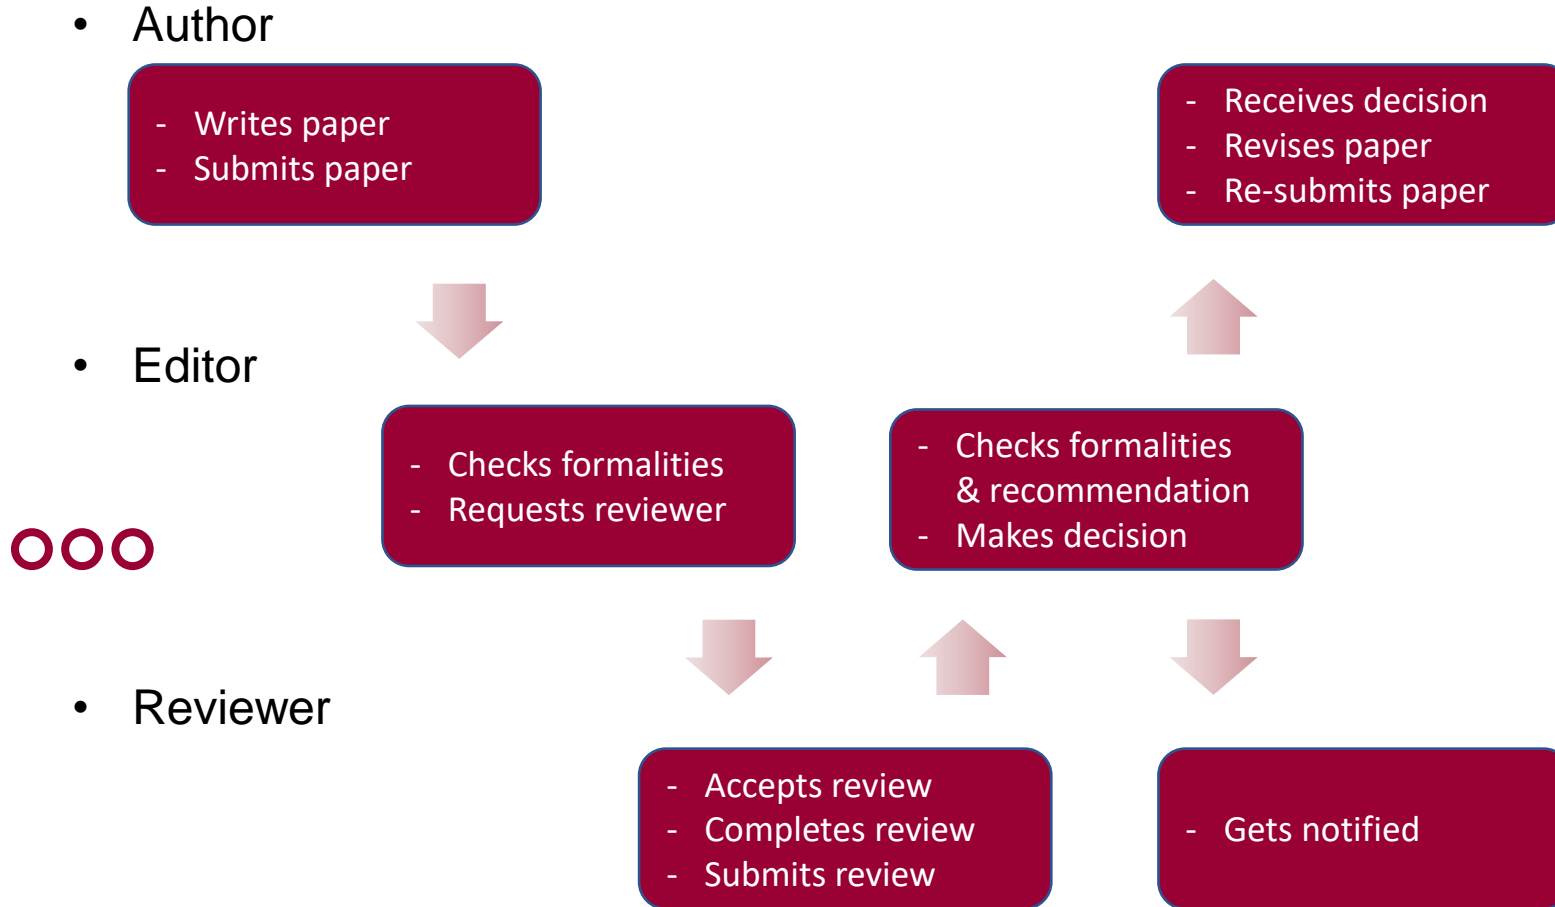 • Author
- Writes paper
- Submits paper
- Receives decision
- Revises paper
- Re-submits paper
• Editor
- Checks formalities
- Requests reviewer
- Checks formalities
& recommendation
- Makes decision
• Reviewer
- Accepts review
- Completes review
- Submits review
- Gets notified